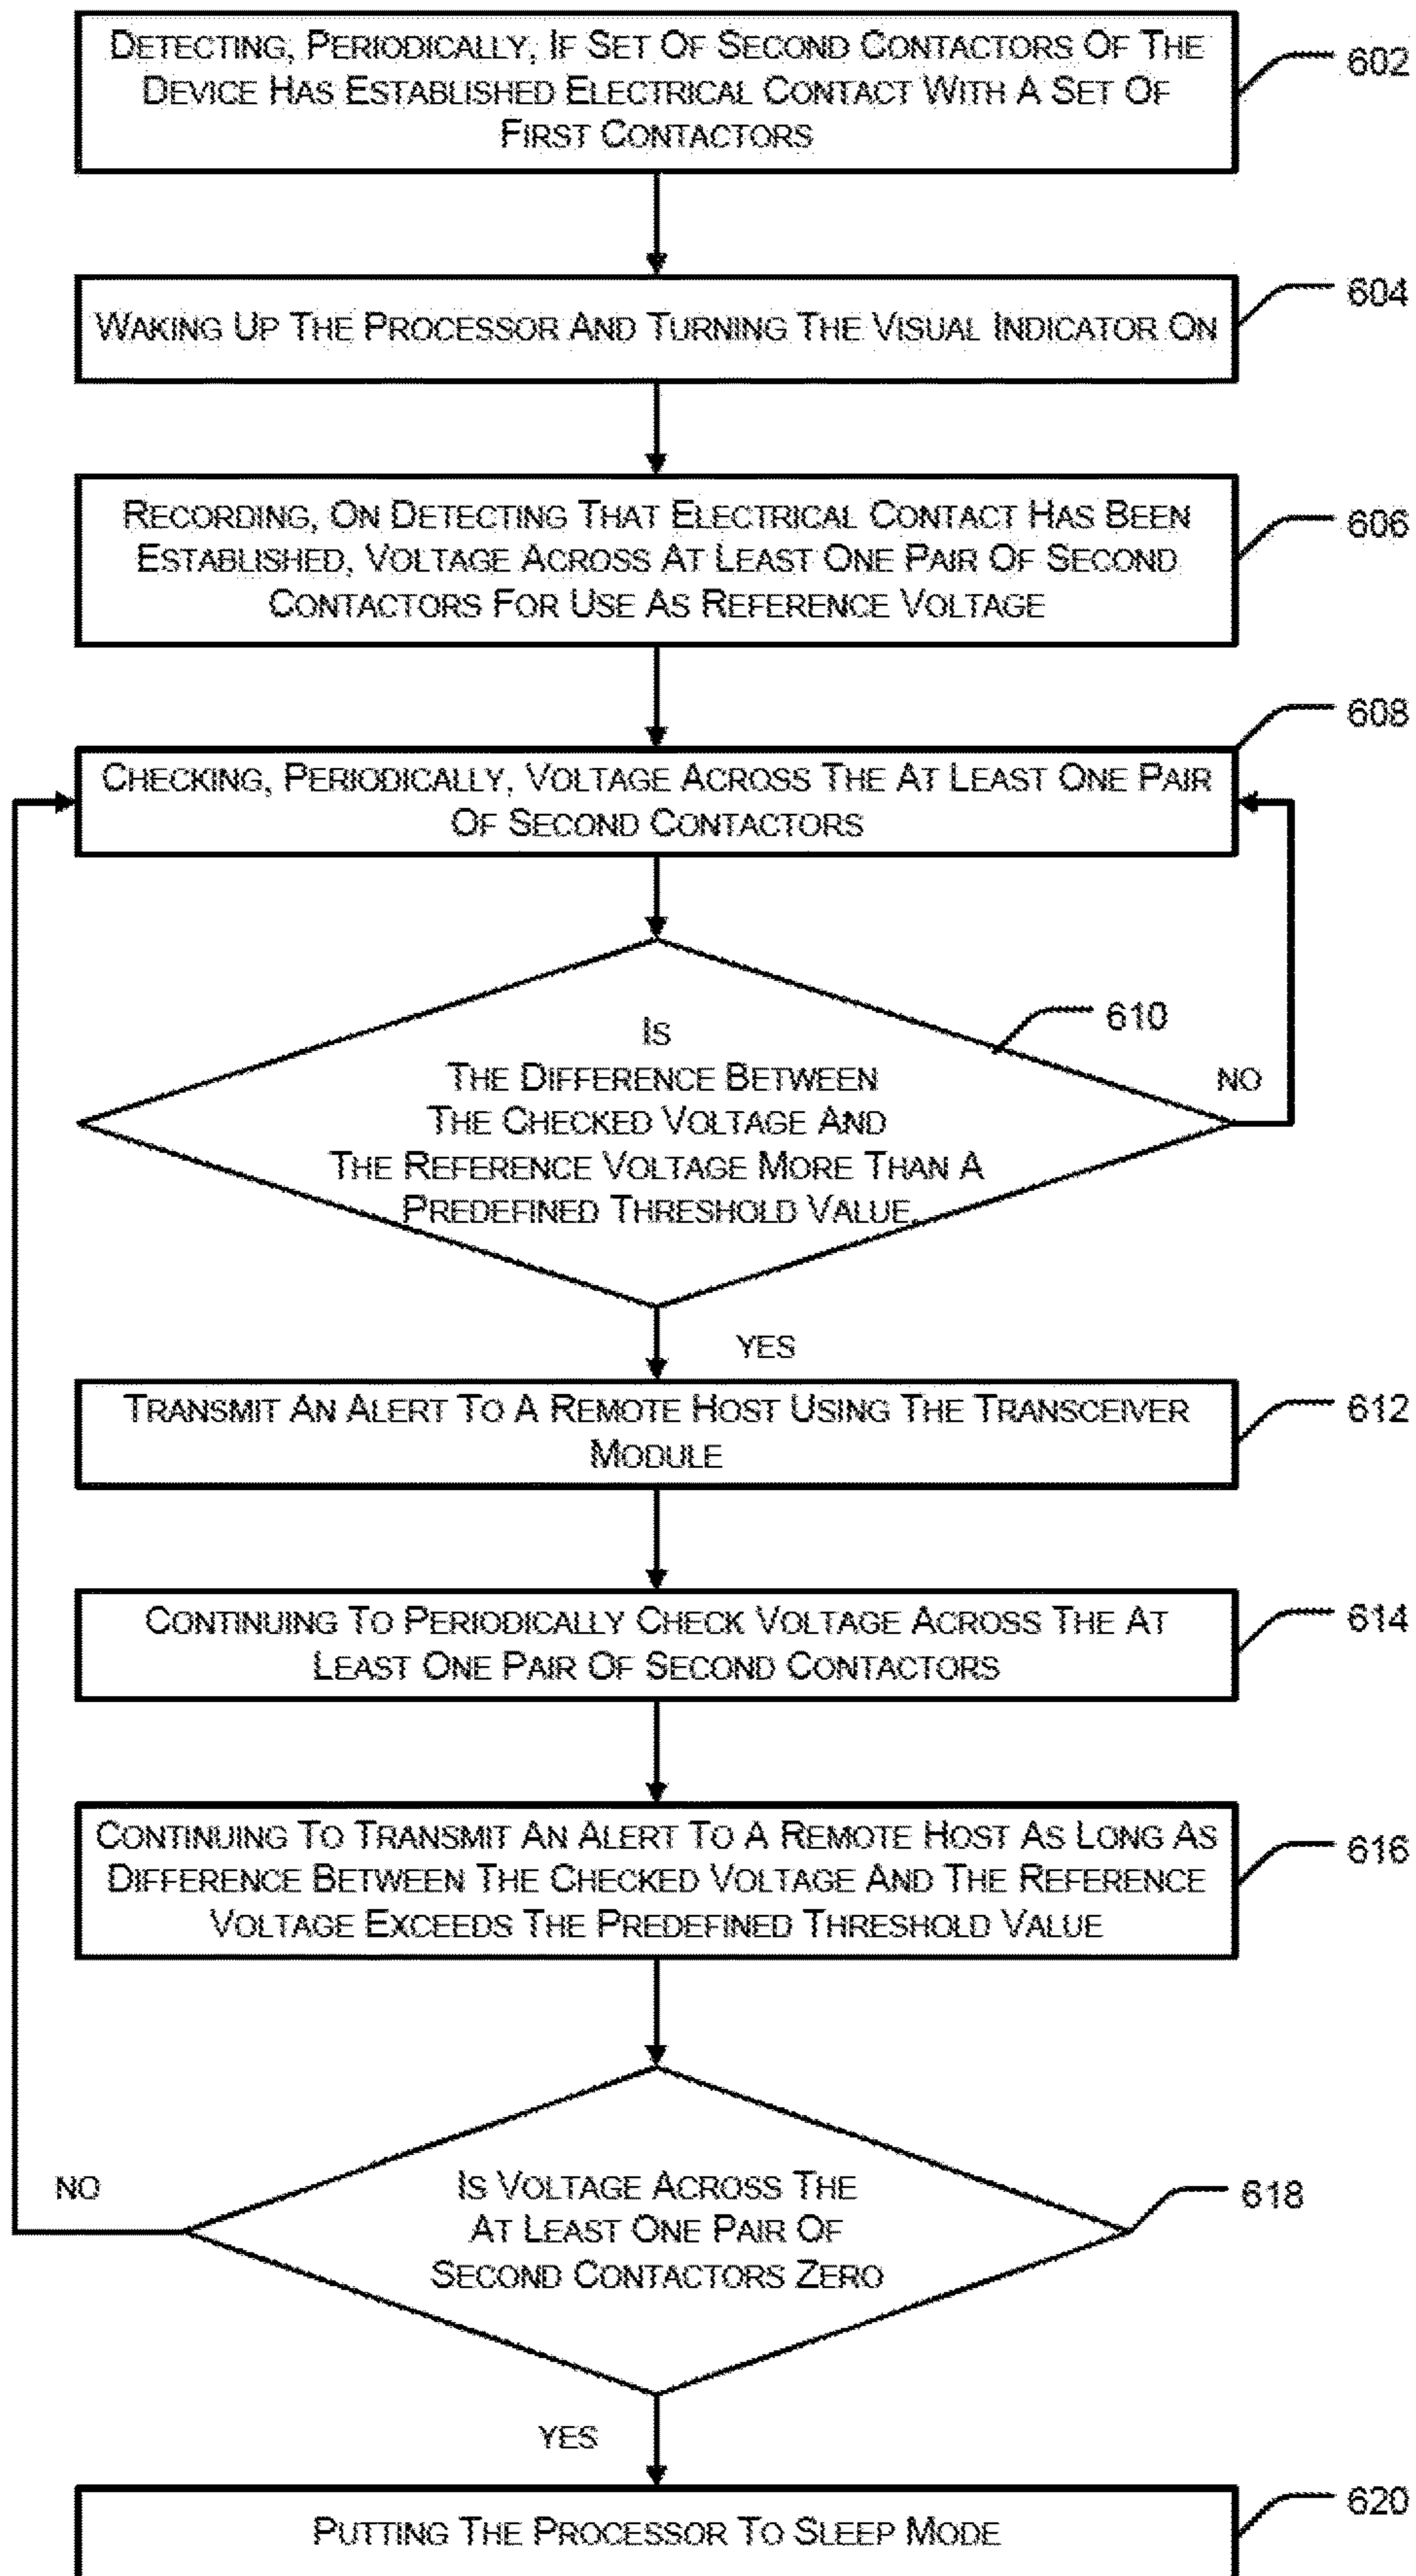 DETECTING, PERIODICALLY, IF SET OF SECOND CONTACTORS OF THE
DEVICE HAS ESTABLISHED ELECTRICAL CONTACT WITH A SET OF
FIRST CONTACTORS
602
WAKING UP THE PROCESSOR AND TURNING THE VISUAL INDICATOR ON
604
RECORDING, ON DETECTING THAT ELECTRICAL CONTACT HAS BEEN
ESTABLISHED, VOLTAGE ACROSS AT LEAST ONE PAIR OF SECOND
CONTACTORS FOR USE AS REFERENCE VOLTAGE
606
CHECKING, PERIODICALLY, VOLTAGE ACROSS THE AT LEAST ONE PAIR
OF SECOND CONTACTORS
608
IS
THE DIFFERENCE BETWEEN
THE CHECKED VOLTAGE AND
THE REFERENCE VOLTAGE MORE THAN A
PREDEFINED THRESHOLD VALUE
610
NO
YES
TRANSMIT AN ALERT TO A REMOTE HOST USING THE TRANSCEIVER
MODULE
612
CONTINUING TO PERIODICALLY CHECK VOLTAGE ACROSS THE AT
LEAST ONE PAIR OF SECOND CONTACTORS
614
CONTINUING TO TRANSMIT AN ALERT TO A REMOTE HOST AS LONG AS
DIFFERENCE BETWEEN THE CHECKED VOLTAGE AND THE REFERENCE
VOLTAGE EXCEEDS THE PREDEFINED THRESHOLD VALUE
616
NO
IS VOLTAGE ACROSS THE
AT LEAST ONE PAIR OF
SECOND CONTACTORS ZERO
618
YES
PUTTING THE PROCESSOR TO SLEEP MODE
620